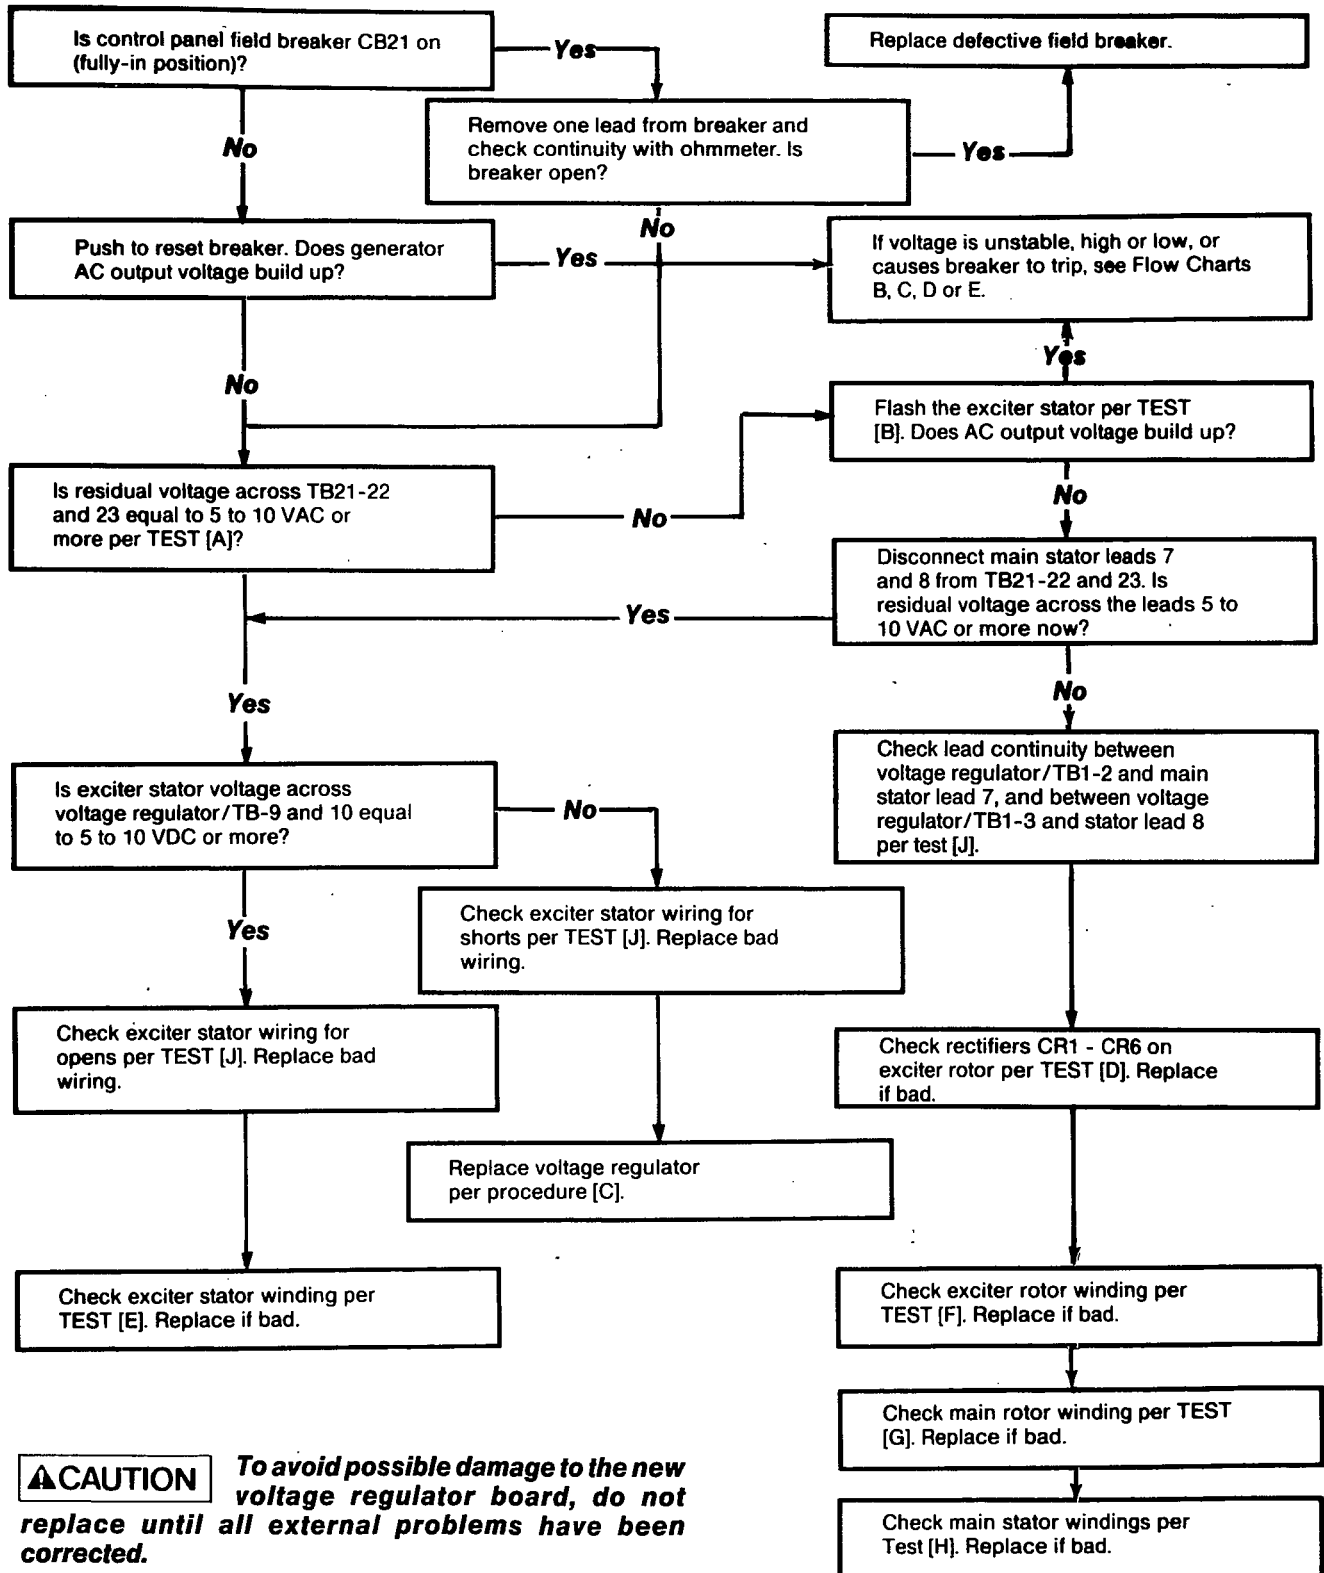 Is control panel field breaker CB21 on
(fully-in position)?
Yes
Replace defective field breaker.
No
Remove one lead from breaker and
check continuity with ohmmeter. Is
breaker open?
Yes
No
Push to reset breaker. Does generator
AC output voltage build up?
Yes
If voltage is unstable, high or low, or
causes breaker to trip, see Flow Charts
B, C, D or E.
No
Yes
Flash the exciter stator per TEST
[B]. Does AC output voltage build up?
Is residual voltage across TB21-22
and 23 equal to 5 to 10 VAC or
more per TEST [A]?
No
No
Disconnect main stator leads 7
and 8 from TB21-22 and 23. Is
residual voltage across the leads 5 to
10 VAC or more now?
Yes
Yes
No
Check lead continuity between
voltage regulator/TB1-2 and main
stator lead 7, and between voltage
regulator/TB1-3 and stator lead 8
per test [J].
Is exciter stator voltage across
voltage regulator/TB-9 and 10 equal
to 5 to 10 VDC or more?
No
Yes
Check exciter stator wiring for
shorts per TEST [J]. Replace bad
wiring.
Check exciter stator wiring for
opens per TEST [J]. Replace bad
wiring.
Check rectifiers CR1 - CR6 on
exciter rotor per TEST [D]. Replace
if bad.
Replace voltage regulator
per procedure [C].
Check exciter stator winding per
TEST [E]. Replace if bad.
Check exciter rotor winding per
TEST [F]. Replace if bad.
Check main rotor winding per TEST
[G]. Replace if bad.
Check main stator windings per
Test [H]. Replace if bad.
CAUTION To avoid possible damage to the new
voltage regulator board, do not
replace until all external problems have been
corrected.